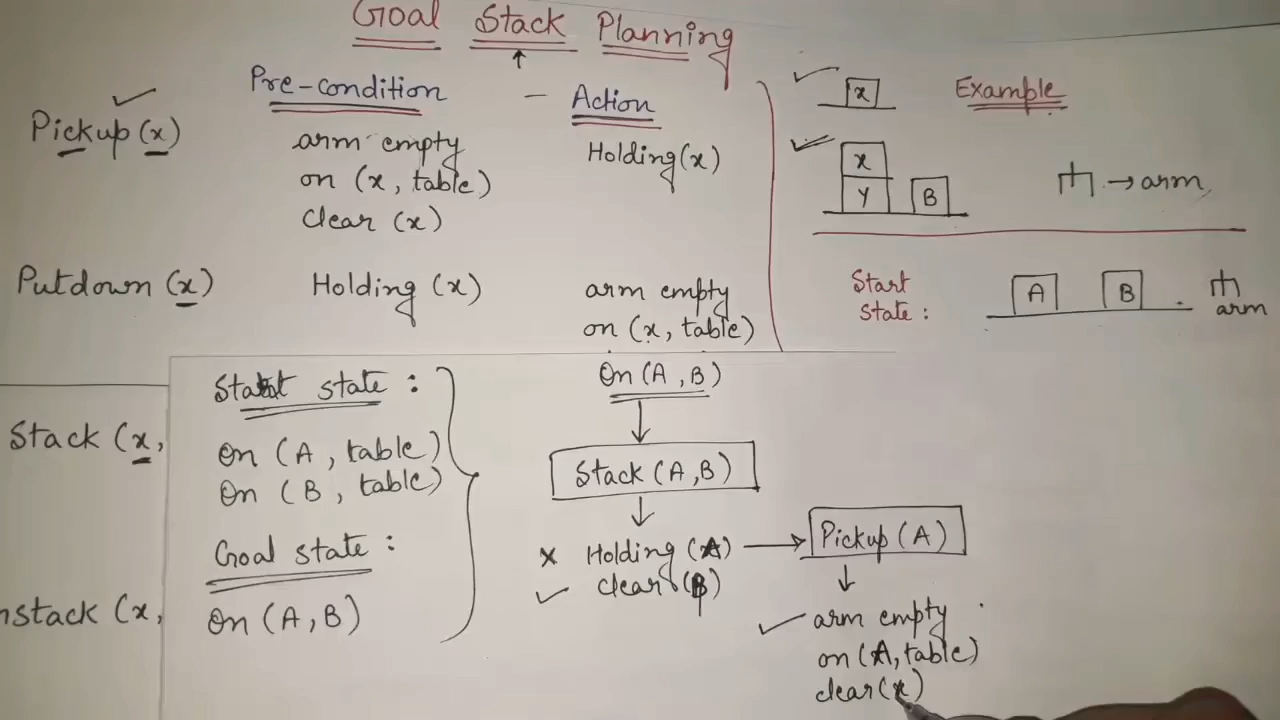 Goal Stack Planning
Pre-condition - Action
Pickup (x)
arm empty
on (x, table)
Clear (x)
Holding (x)
Putdown (x)
Holding (x)
arm empty
on (x, table)
Stack (x,
nstack (x,
Example
x
x
Y B
arm
Start
State :
A B
arm
Start state :
On (A, table)
On (B, table)
Goal state :
On (A, B)
On (A, B)
Stack (A, B)
Holding (A)
Clear (B)
Pickup (A)
arm empty
on (A, table)
clear (x)